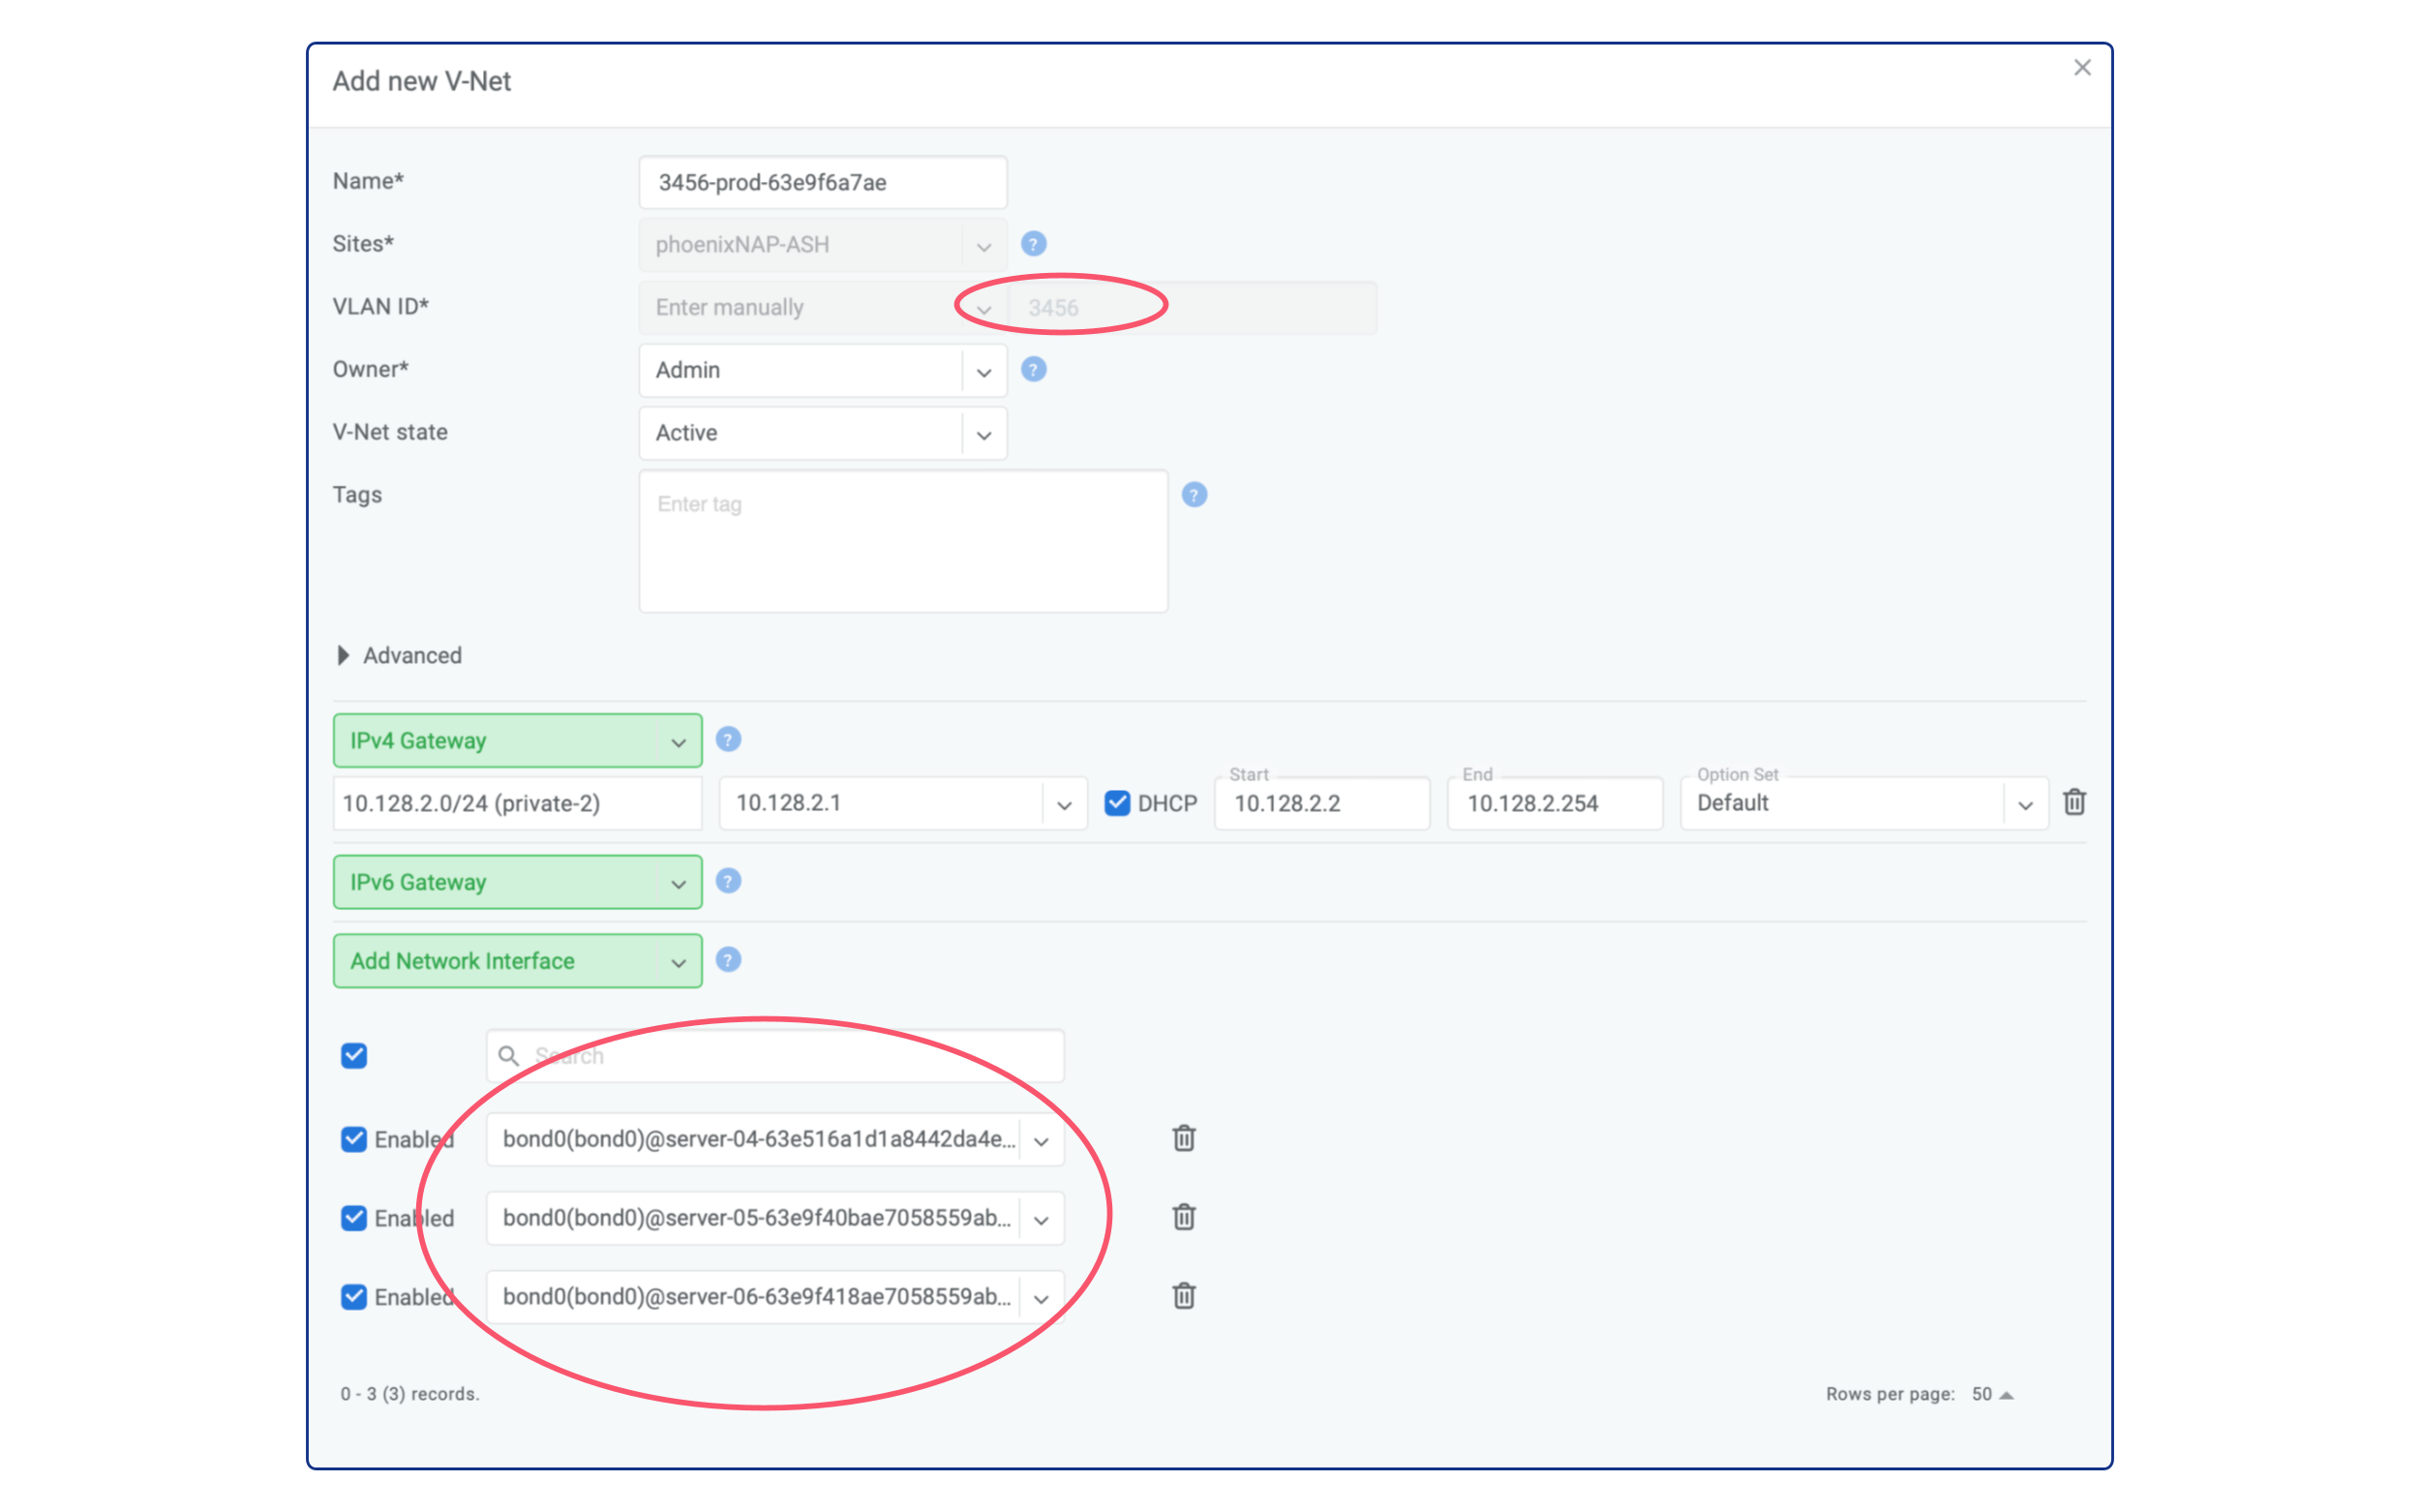 Add new V-Net
Name* 3456-prod-63e9f6a7ae
Sites* phoenixNAP-ASH ?
VLAN ID* Enter manually 3456
Owner* Admin ?
V-Net state Active
Tags Enter tag ?
Advanced
IPv4 Gateway ?
Start End Option Set
10.128.2.0/24 (private-2) 10.128.2.1 DHCP 10.128.2.2 10.128.2.254 Default
IPv6 Gateway ?
Add Network Interface ?
Search
Enabled bond0(bond0)@server-04-63e516a1d1a8442da4e...
Enabled bond0(bond0)@server-05-63e9f40bae7058559ab...
Enabled bond0(bond0)@server-06-63e9f418ae7058559ab...
0 - 3 (3) records. Rows per page: 50